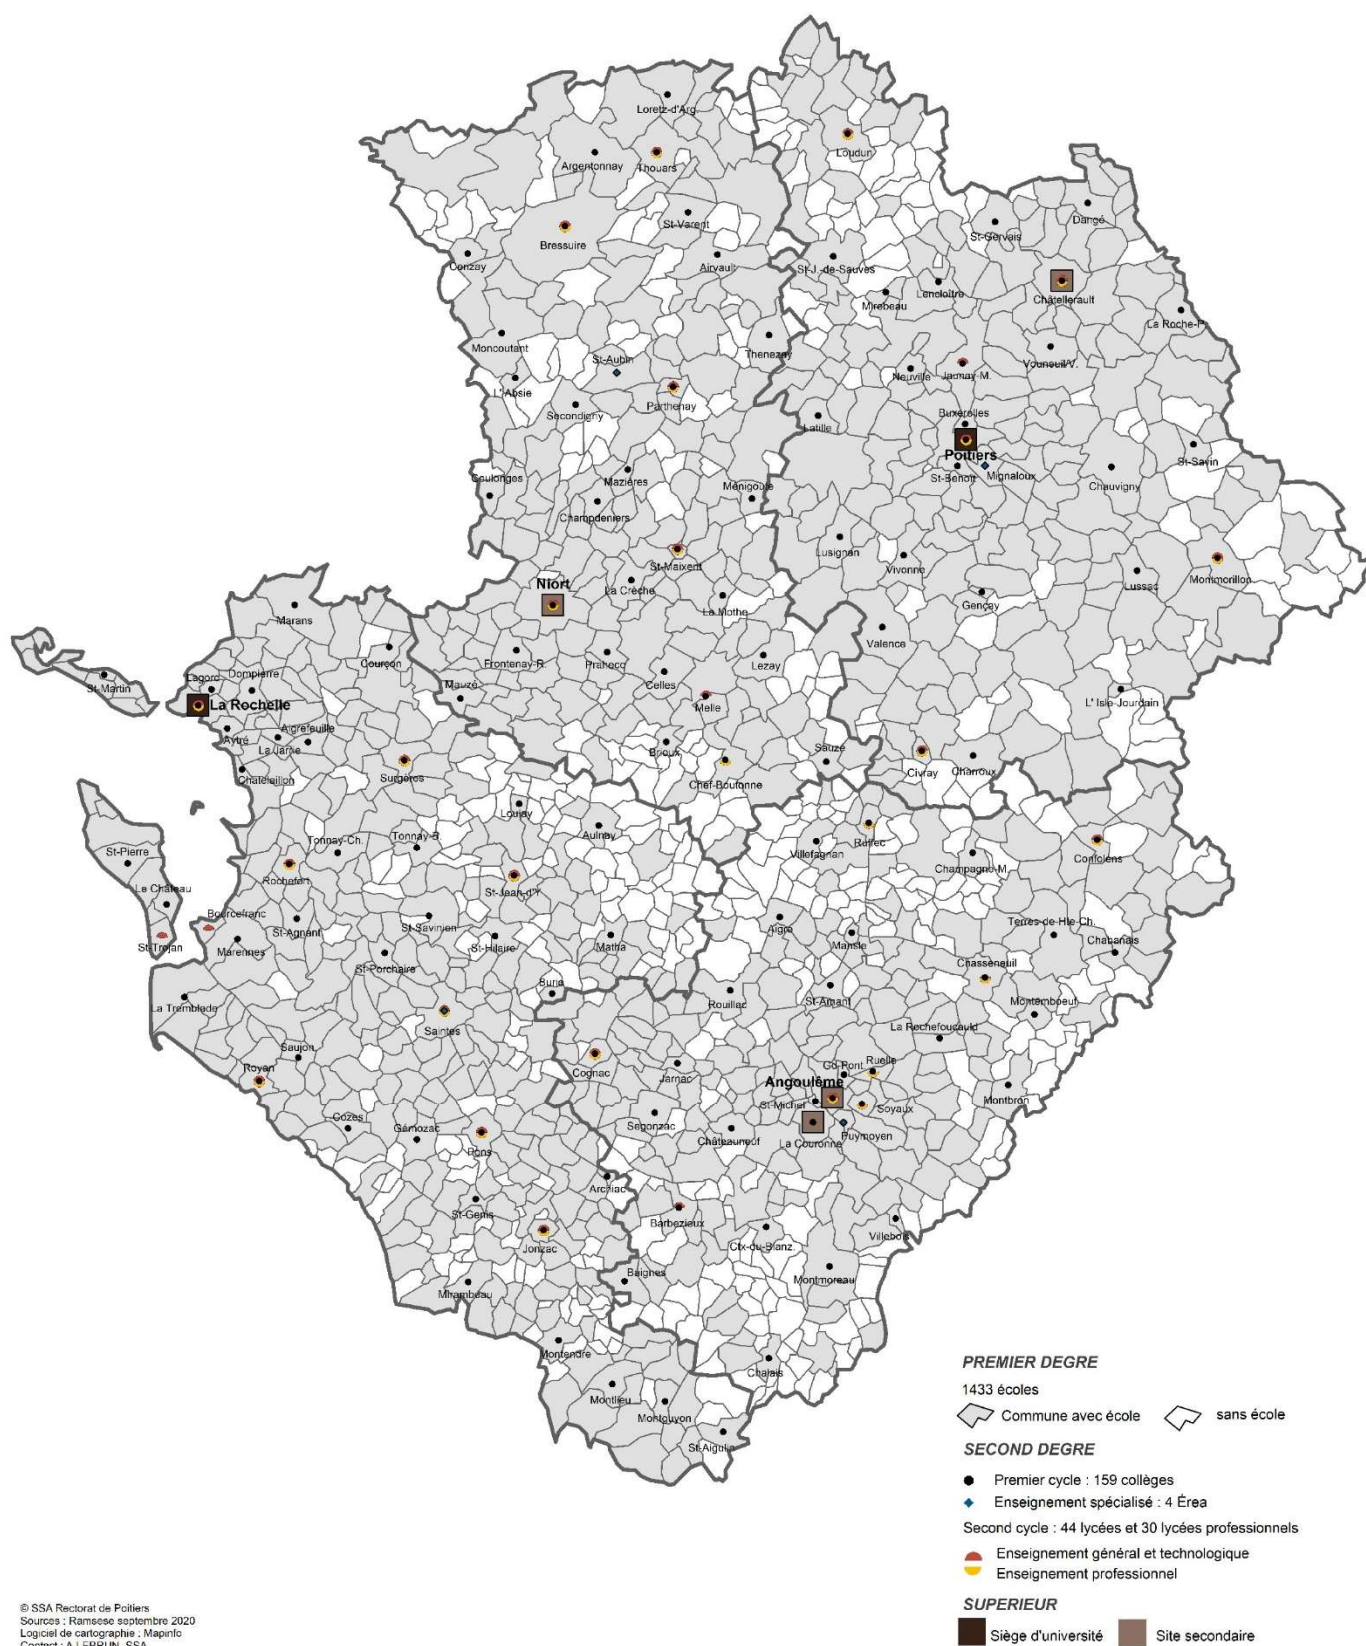 Loretz-d'Arg.
Loudun
Argentonnay
Thouars
Dangé
St-Varent
St-Gervais
Bressuire
Airvault
St-J.-de-Sauves
Lencloître
Mirebeau
Châtellerault
La Roche-P.
Moncoutant
Thenezay
St-Aubin
Vouneuil/V.
Neuville
Jaunay-M.
L'Absie
Secondigny
Parthenay
Buxerolles
Latille
Poitiers
St-Benoît
Mignaloux
St-Savin
Chauvigny
Coulonges
Mazières
Ménigoute
Champdeniers
Lusignan
Vivonne
St-Maixent
Montmorillon
Lussac
Niort
La Crèche
La Mothe
Gençay
Marans
Valence
Courçon
Frontenay-R.
Prahecq
Lezay
St-Martin
Lagord
Dompierre
Mauzé
Celles
Melle
L' Isle-Jourdain
La Rochelle
Aytré
Aigrefeuille
La Jarrie
Brioux
Sauzé
Civray
Charroux
Chatelaillon
Surgères
Chef-Boutonne
Loulay
Aulnay
Tonnay-Ch.
Tonnay-B.
Villefagnan
Ruffec
Confolens
St-Pierre
Rochefort
St-Jean-d'Y
Champagne-M.
Le Château
Bourcefranc
St-Agnant
St-Savinien
St-Hilaire
Matha
Aigre
Mansle
Terres-de-Hte-Ch.
Chabanais
St-Trojan
Marennes
St-Porchaire
Chasseneuil
Burie
Rouillac
St-Amant
Montemboeuf
La Tremblade
Saintes
La Rochefoucauld
Saujon
Royan
Cognac
Jarnac
Gd-Pont.
Ruelle
Angoulême
St-Michel
Soyaux
Montbron
Cozes
Gémozac
Segonzac
Châteauneuf
La Couronne
Puymoyen
Pons
Archiac
St-Genis
Barbezieux
Villebois
Jonzac
Ctx-du-Blanz.
Baignes
Montmoreau
Mirambeau
Montendre
Chalais
Montlieu
Montguyon
St-Aigulin
PREMIER DEGRE
1433 écoles
Commune avec école sans école
SECOND DEGRE
Premier cycle : 159 collèges
Enseignement spécialisé : 4 Érea
Second cycle : 44 lycées et 30 lycées professionnels
Enseignement général et technologique
Enseignement professionnel
SUPERIEUR
Siège d'université Site secondaire
© SSA Rectorat de Poitiers
Sources : Ramsese septembre 2020
Logiciel de cartographie : Mapinfo
Contact : A.LEBRUN, SSA